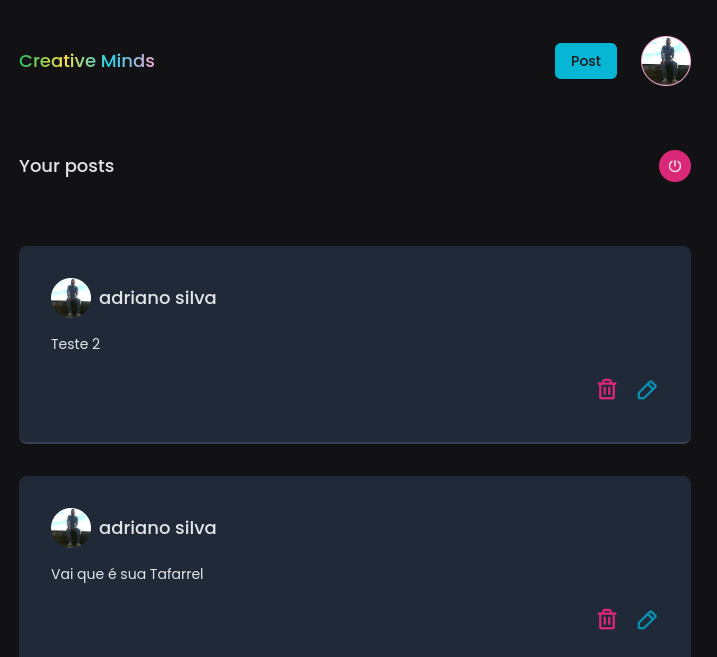 Creative Minds
Post
Your posts
adriano silva
Teste 2
adriano silva
Vai que é sua Tafarrel